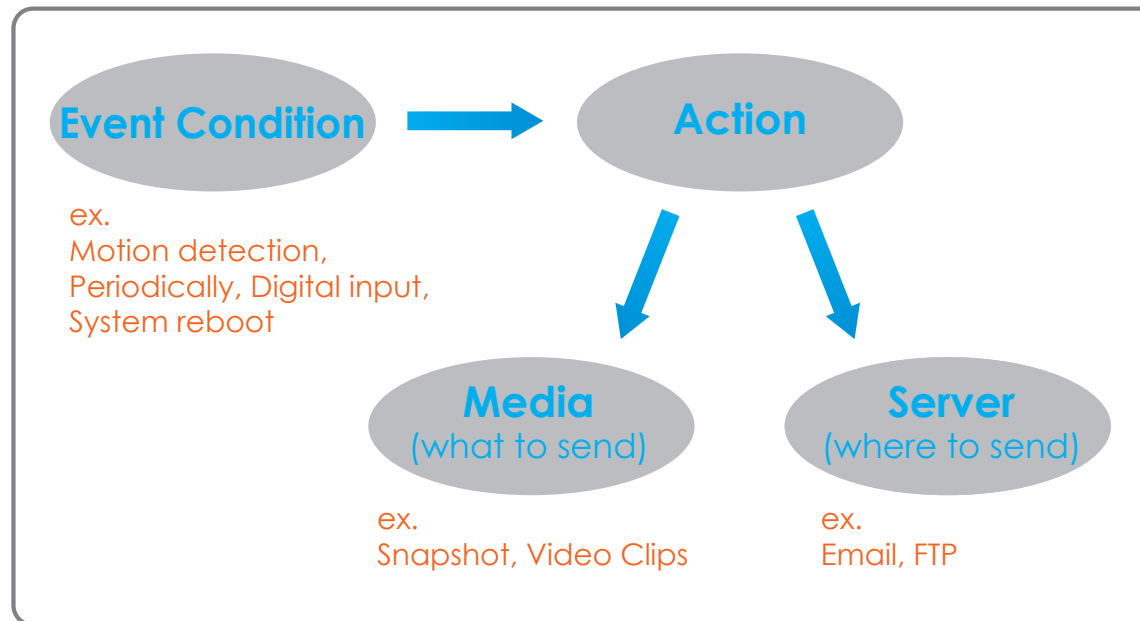 Event Condition
Action
ex.
Motion detection,
Periodically, Digital input,
System reboot
Media
(what to send)
Server
(where to send)
ex.
Snapshot, Video Clips
ex.
Email, FTP